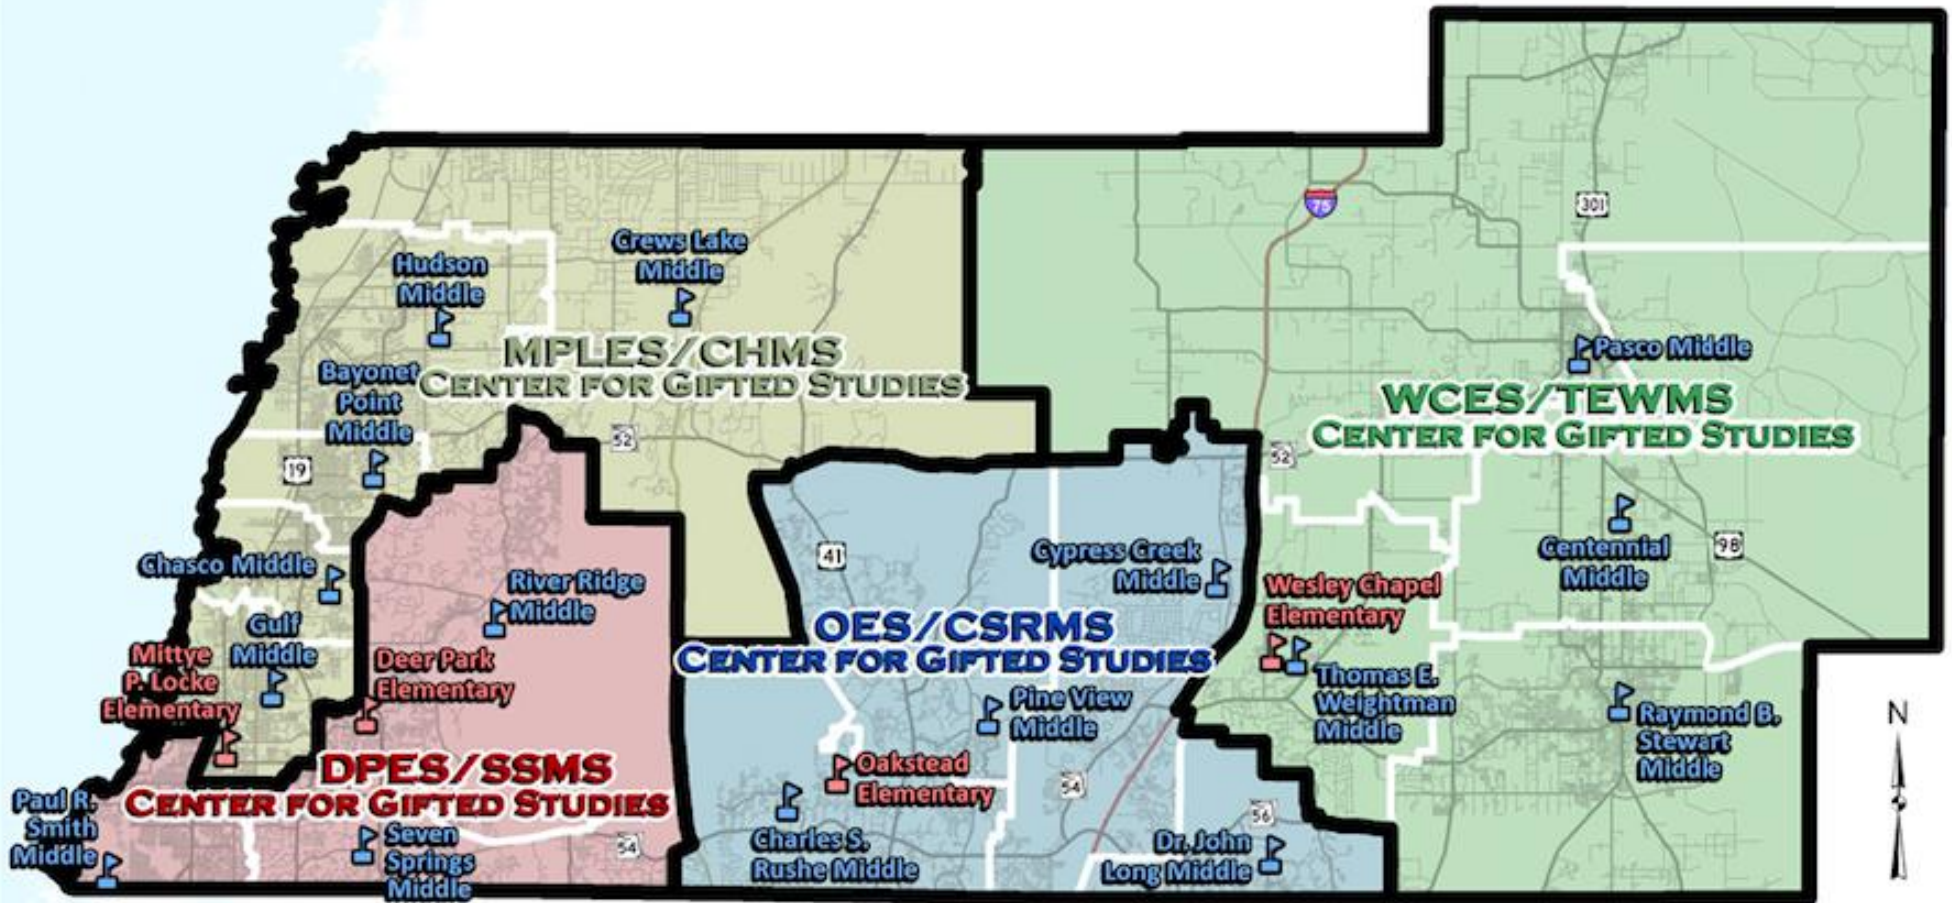 N
75
301
Crews Lake
Middle
Hudson
Middle
MPLES/CHMS
Center for Gifted Studies
Bayonet
Point
Middle
Pasco Middle
WCES/TEWMS
Center for Gifted Studies
52
52
19
41
98
Centennial
Middle
Cypress Creek
Middle
Chasco Middle
River Ridge
Middle
Wesley Chapel
Elementary
Gulf
Middle
OES/CSRMS
Center for Gifted Studies
Mittye
P. Locke
Elementary
Deer Park
Elementary
Thomas E.
Weightman
Middle
Pine View
Middle
Raymond B.
Stewart
Middle
DPES/SSMS
Center for Gifted Studies
Oakstead
Elementary
54
56
Paul R.
Smith
Middle
Seven
Springs
Middle
54
Charles S.
Rushe Middle
Dr. John
Long Middle